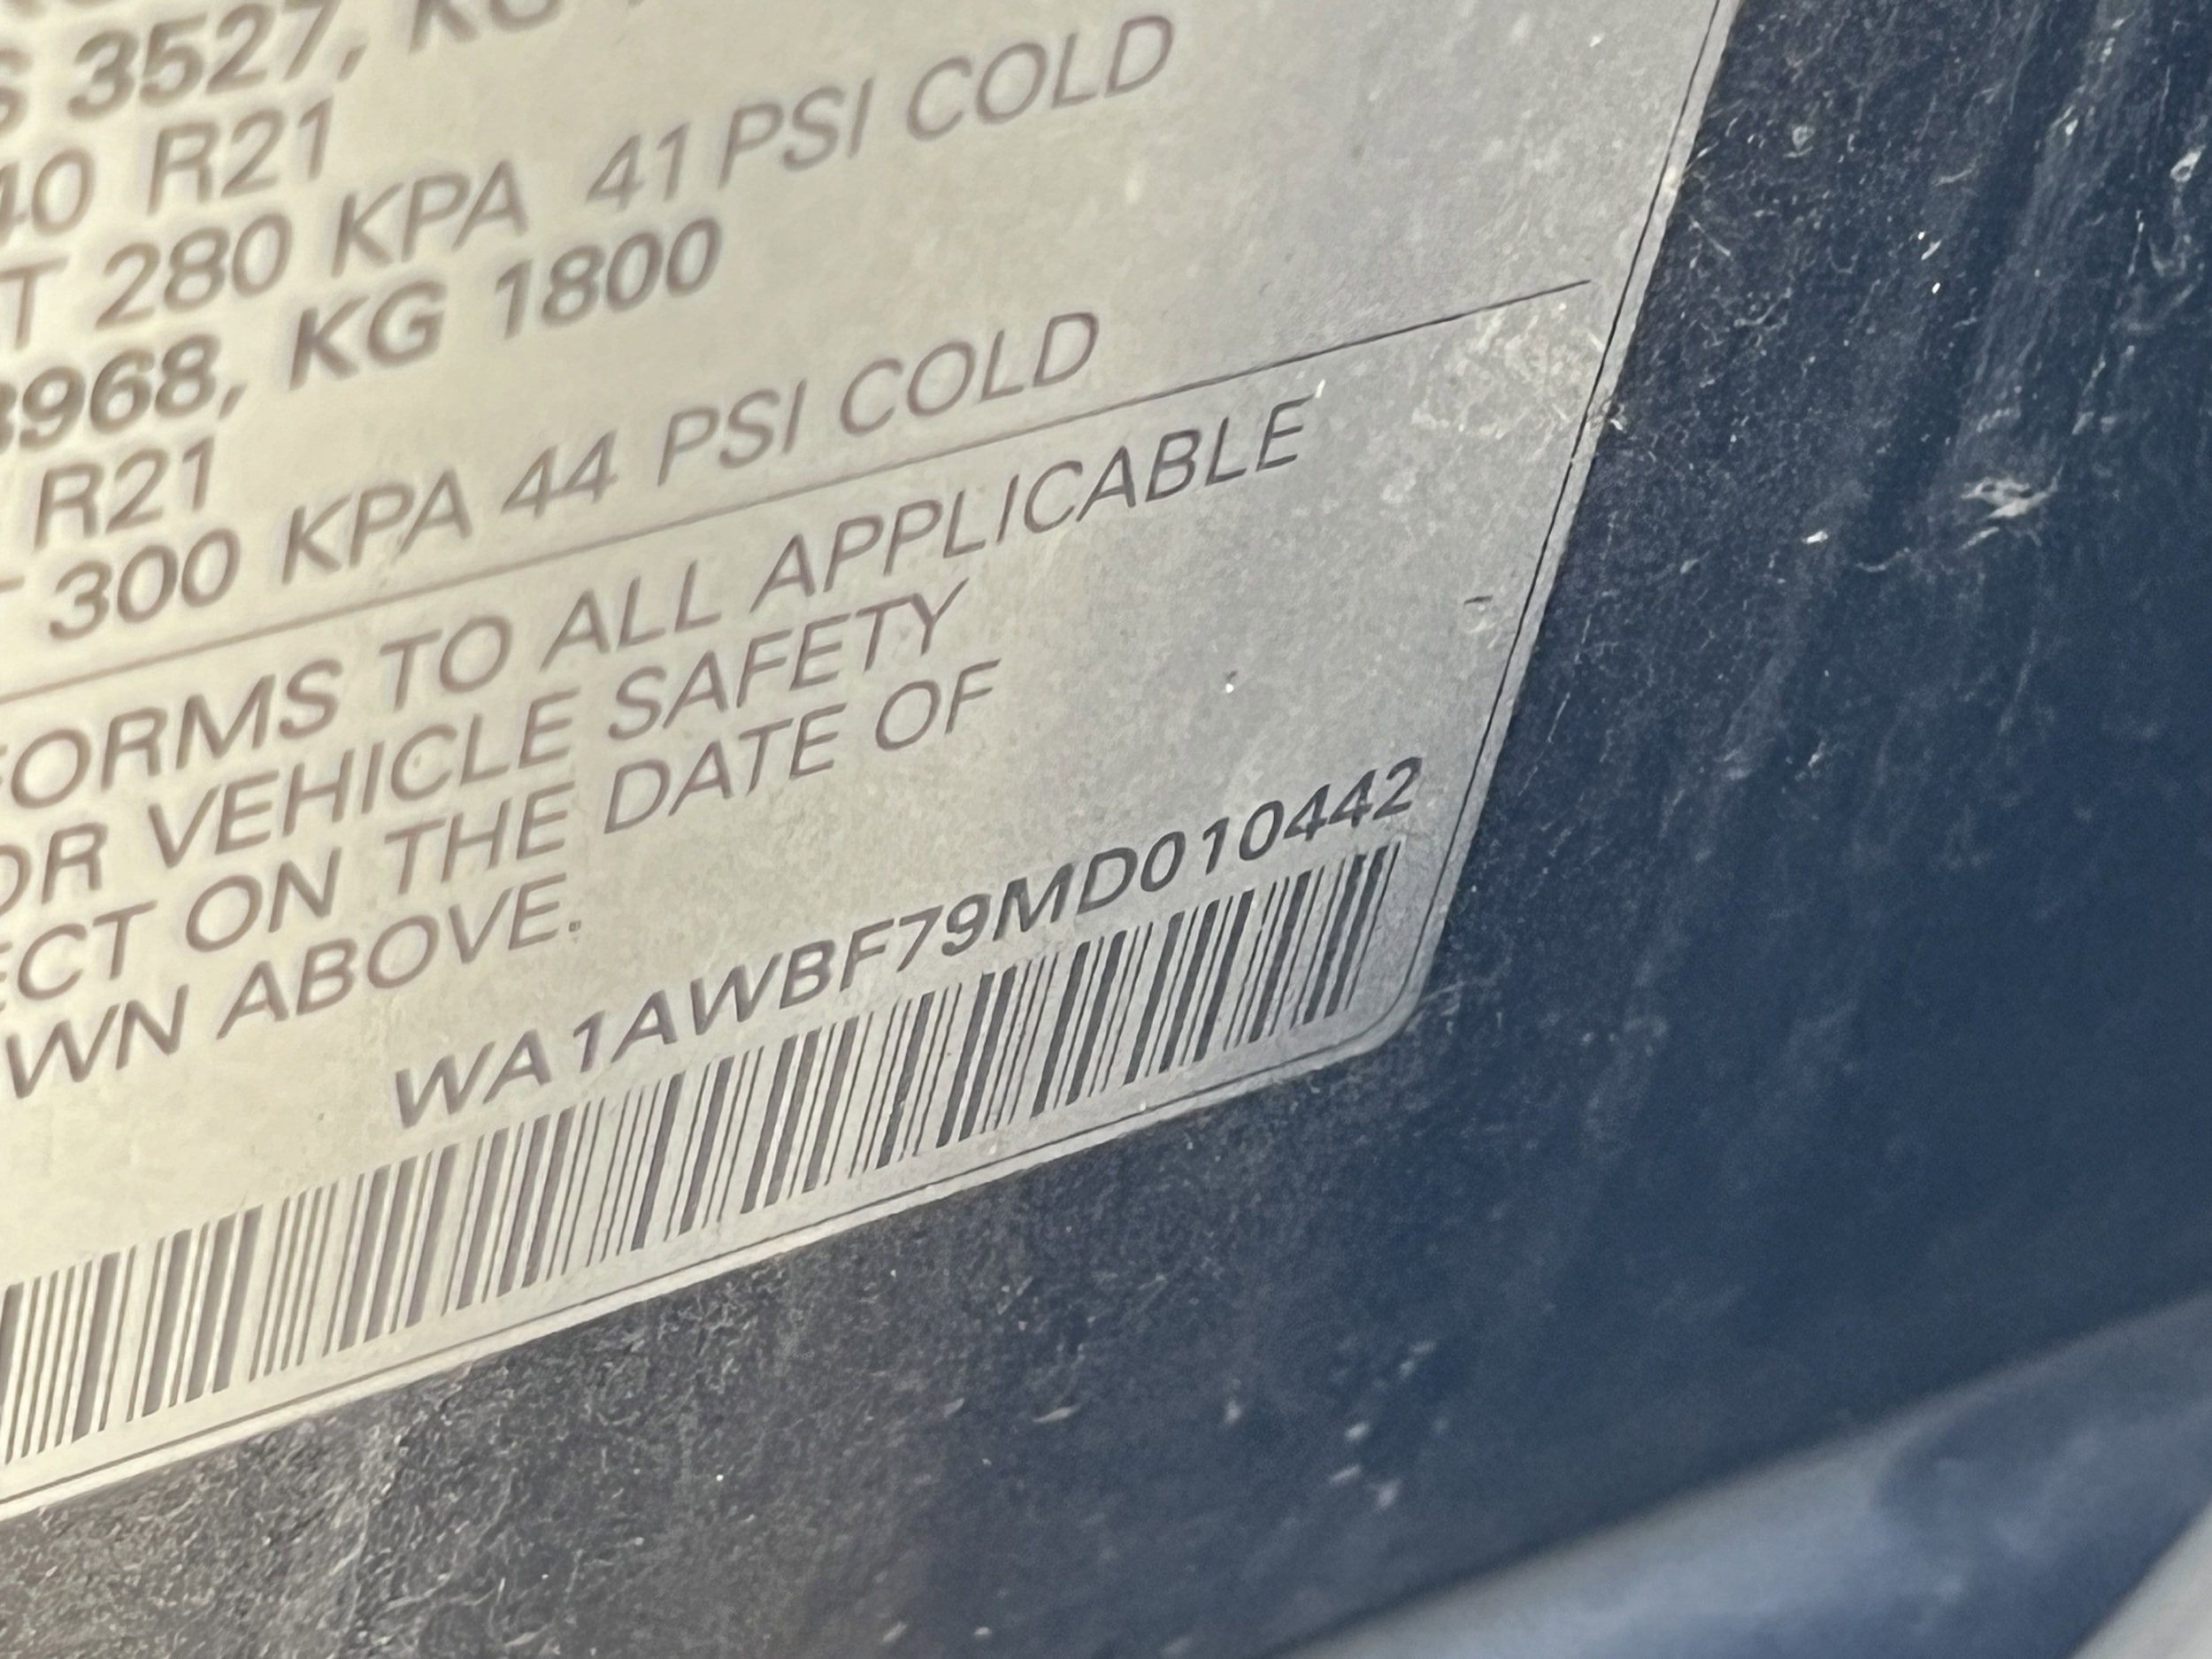 S 3527, KG
40 R21
T 280 KPA 41 PSI COLD
3968, KG 1800
R21
T 300 KPA 44 PSI COLD
FORMS TO ALL APPLICABLE
OR VEHICLE SAFETY
ECT ON THE DATE OF
WN ABOVE.
WA1AWBF79MD010442